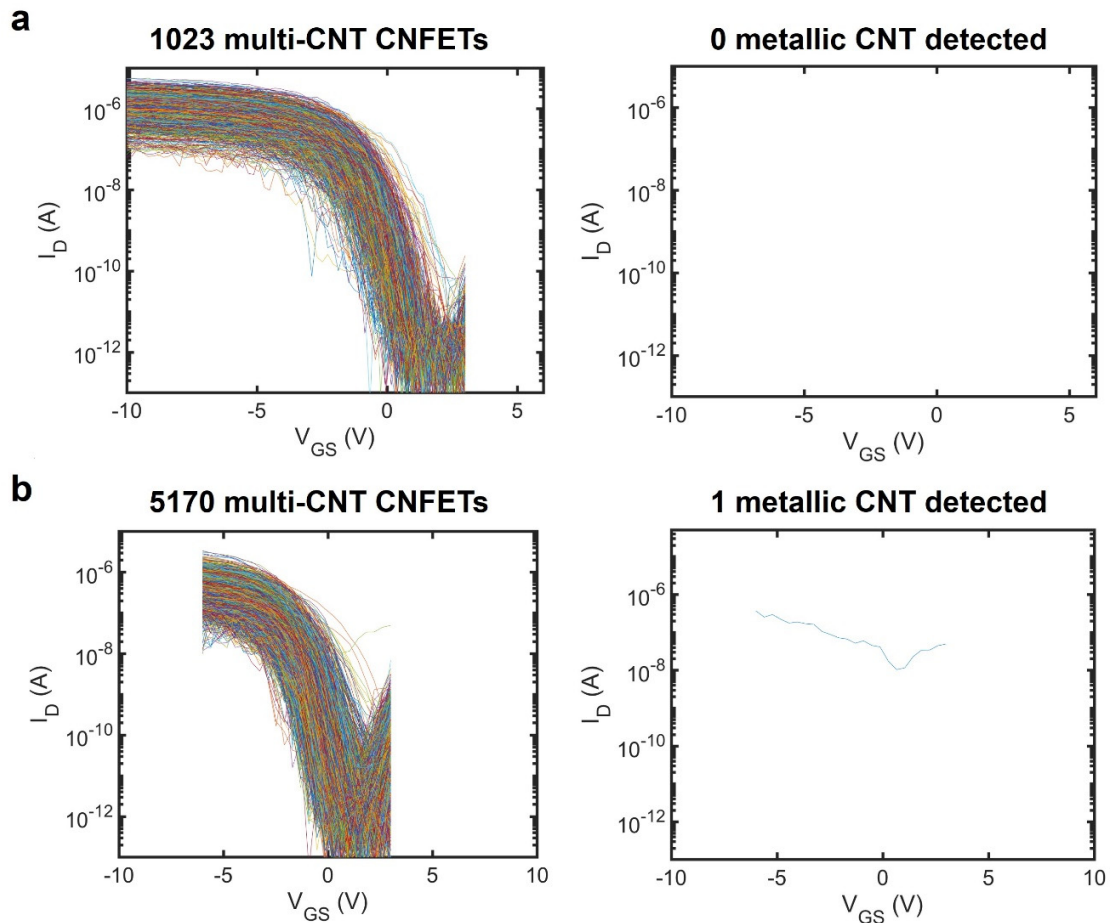 a
1023 multi-CNT CNFETs
0 metallic CNT detected
10^-6
10^-8
10^-10
10^-12
I_D (A)
-10 -5 0 5
V_GS (V)
10^-6
10^-8
10^-10
10^-12
I_D (A)
-10 -5 0 5
V_GS (V)
b
5170 multi-CNT CNFETs
1 metallic CNT detected
10^-6
10^-8
10^-10
10^-12
I_D (A)
-10 -5 0 5 10
V_GS (V)
10^-6
10^-8
10^-10
10^-12
I_D (A)
-10 -5 0 5 10
V_GS (V)